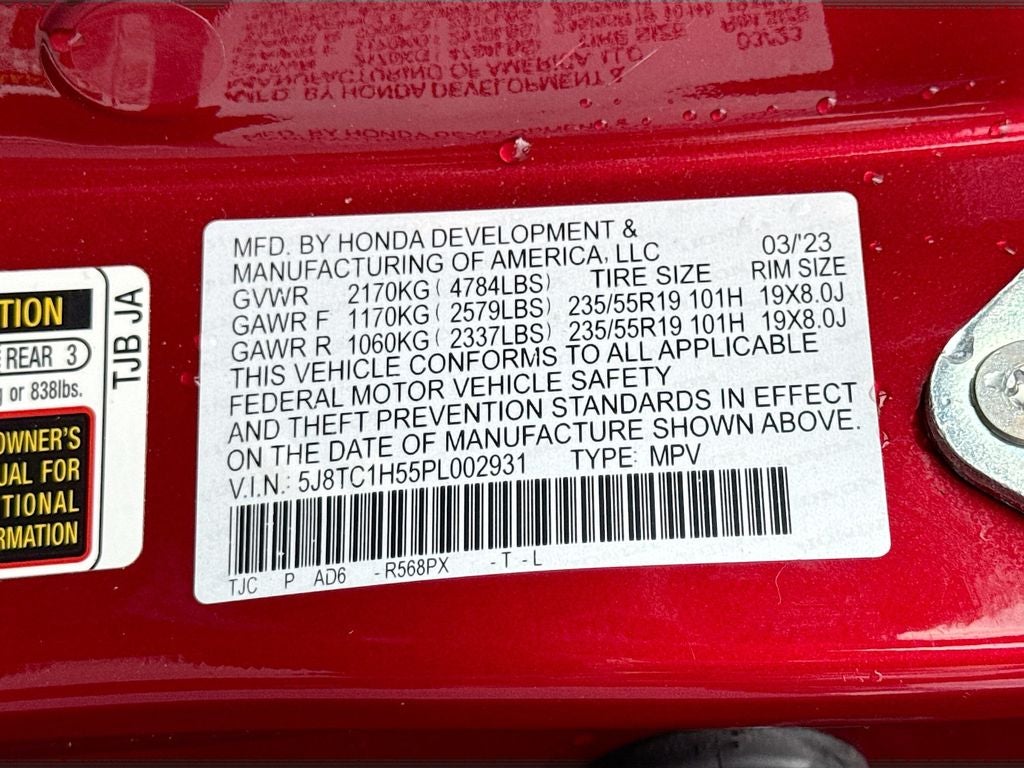 MFD. BY HONDA DEVELOPMENT &
MANUFACTURING OF AMERICA, LLC 03/'23
GVWR 2170KG ( 4784LBS) TIRE SIZE RIM SIZE
GAWR F 1170KG ( 2579LBS) 235/55R19 101H 19X8.0J
GAWR R 1060KG ( 2337LBS) 235/55R19 101H 19X8.0J
THIS VEHICLE CONFORMS TO ALL APPLICABLE
FEDERAL MOTOR VEHICLE SAFETY
AND THEFT PREVENTION STANDARDS IN EFFECT
ON THE DATE OF MANUFACTURE SHOWN ABOVE.
V.I.N.: 5J8TC1H55PL002931 TYPE: MPV
TJC P AD6 -R568PX -T -L
TION
REAR 3
g or 838lbs.
OWNER'S
UAL FOR
TIONAL
RMATION
TJB JA